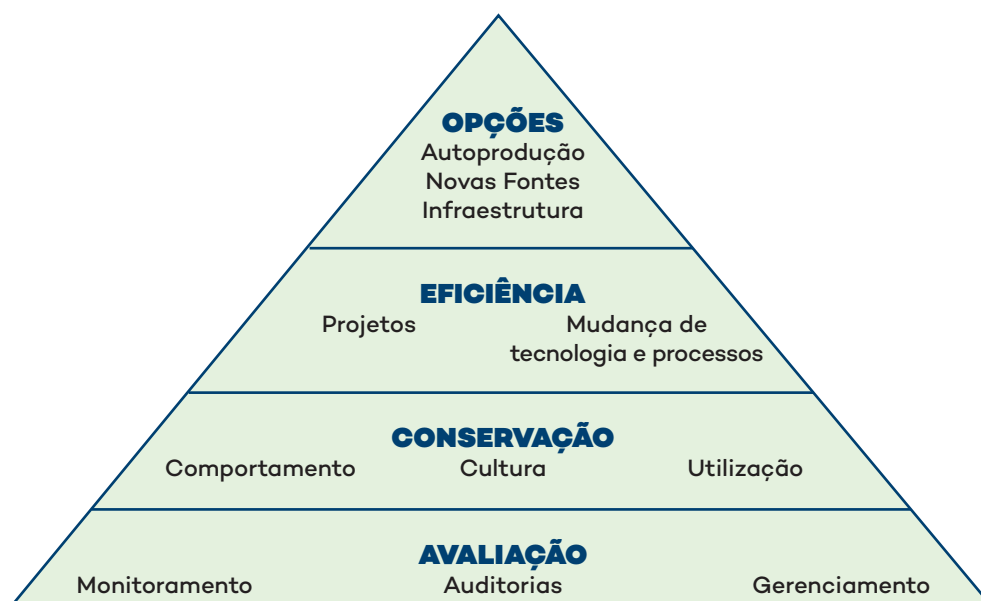 OPÇÕES
Autoprodução
Novas Fontes
Infraestrutura
EFICIÊNCIA
Projetos
Mudança de
tecnologia e processos
CONSERVAÇÃO
Comportamento Cultura Utilização
AVALIAÇÃO
Monitoramento Auditorias Gerenciamento